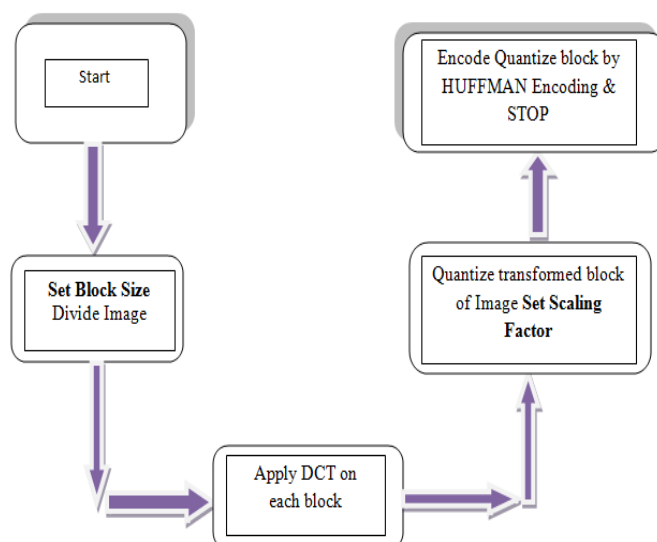 Start
Set Block Size
Divide Image
Apply DCT on
each block
Quantize transformed block
of Image Set Scaling
Factor
Encode Quantize block by
HUFFMAN Encoding &
STOP